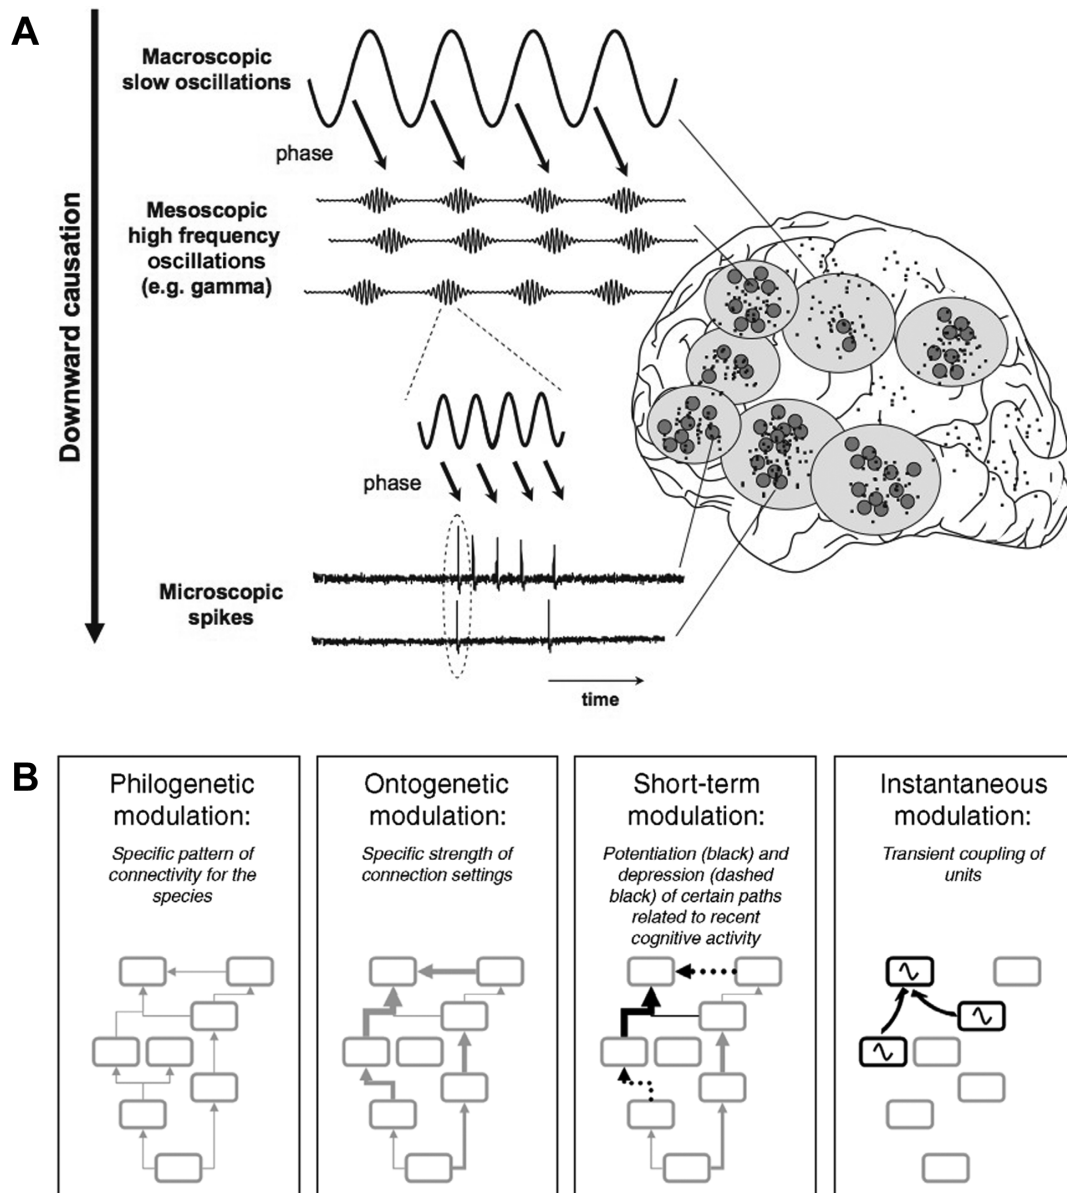 A
Macroscopic
slow oscillations
phase
Mesoscopic
high frequency
oscillations
(e.g. gamma)
Downward causation
phase
Microscopic
spikes
time
B
Philogenetic
modulation:
Specific pattern of
connectivity for the
species
Ontogenetic
modulation:
Specific strength of
connection settings
Short-term
modulation:
Potentiation (black) and
depression (dashed
black) of certain paths
related to recent
cognitive activity
Instantaneous
modulation:
Transient coupling of
units